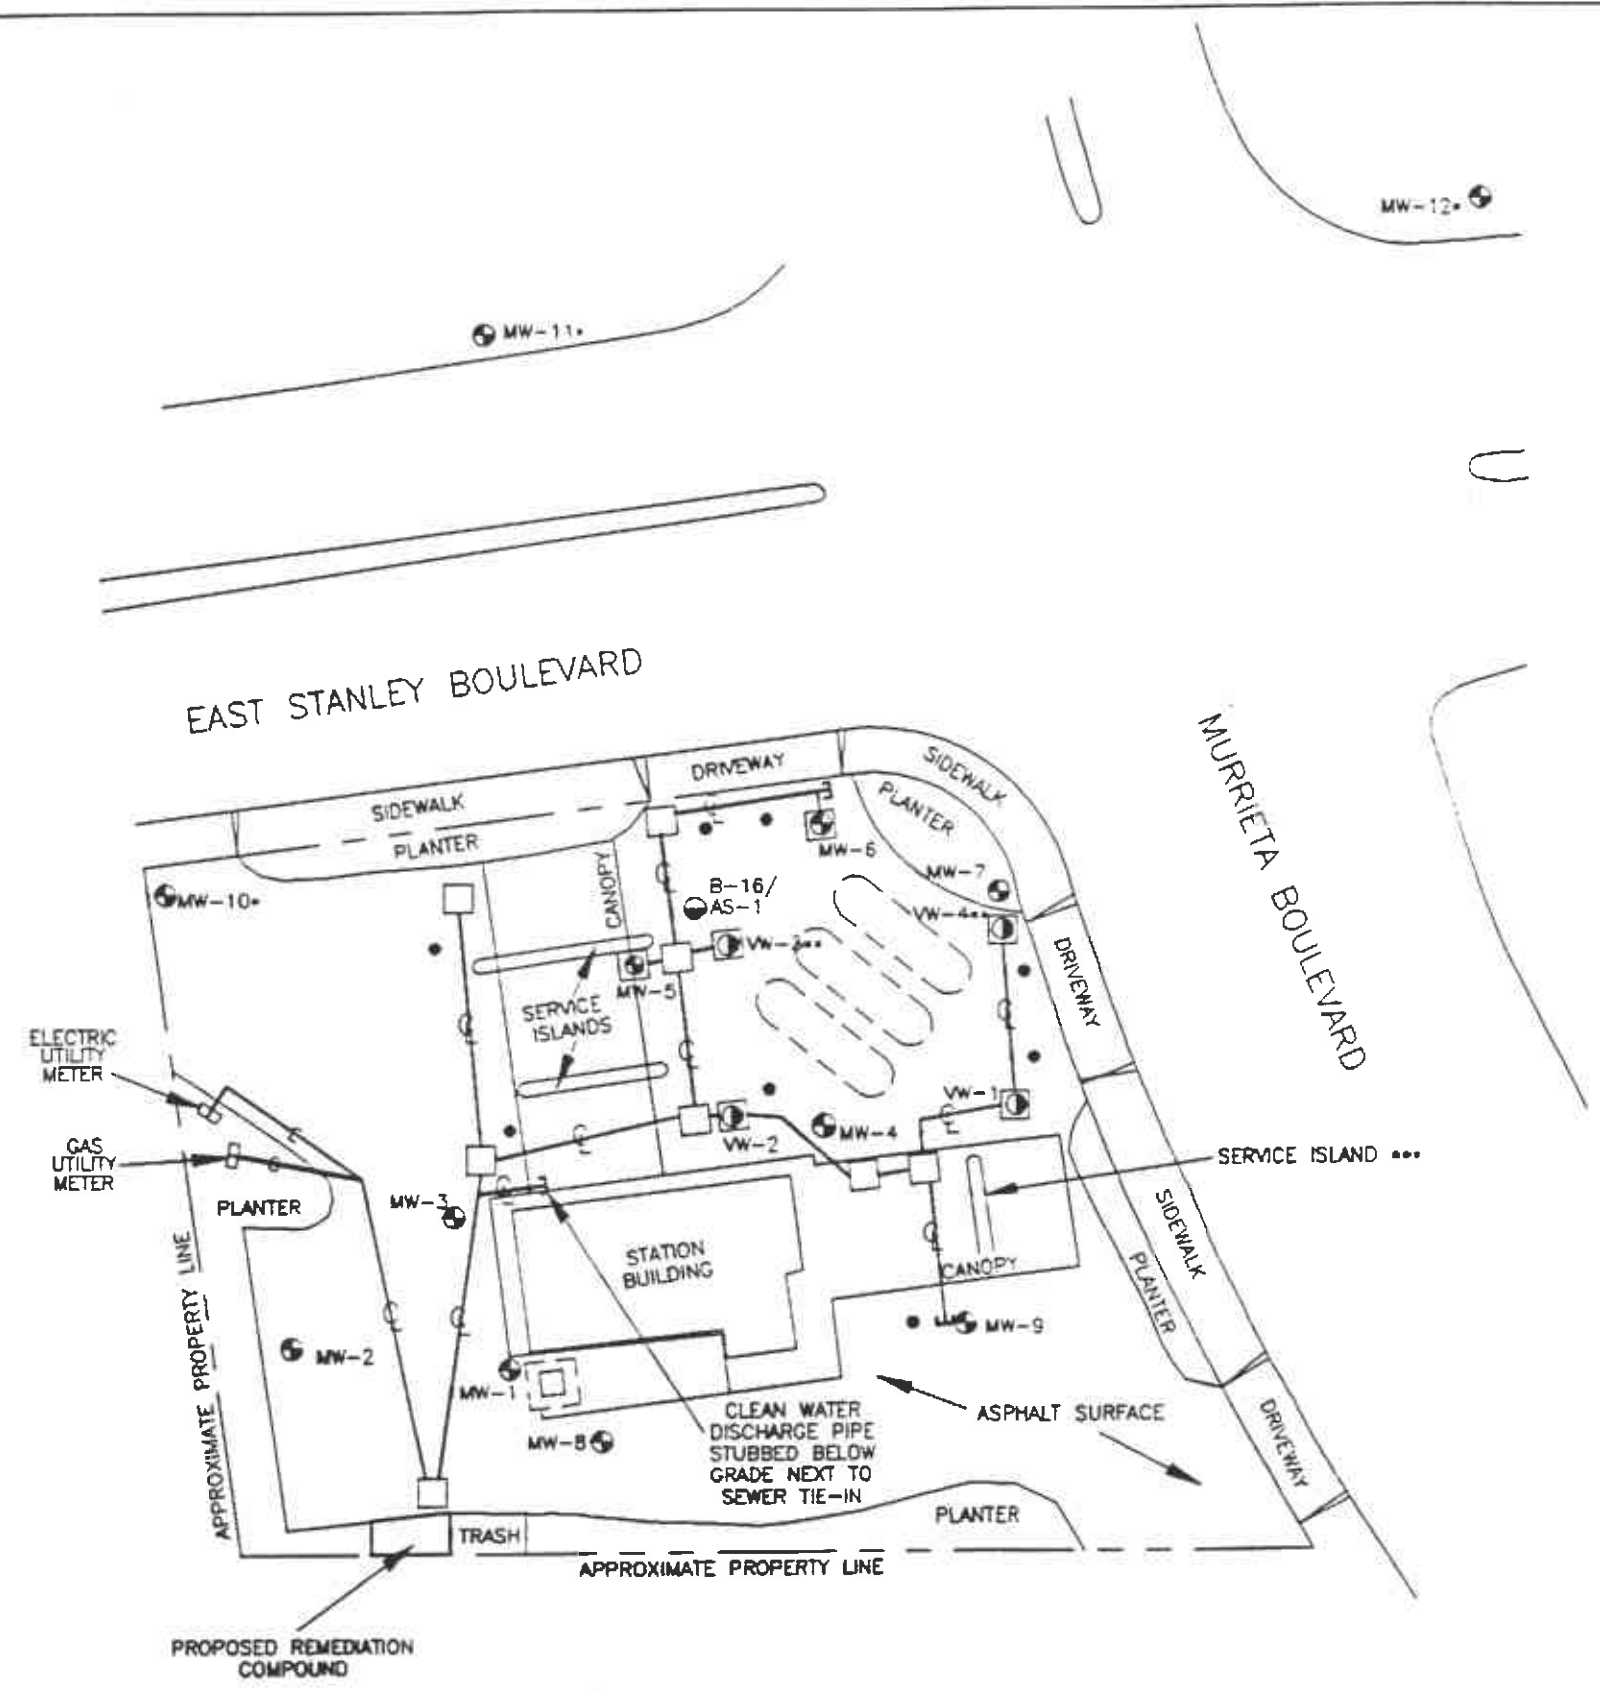 MW-12•
MW-11•
EAST STANLEY BOULEVARD
MURRIETA BOULEVARD
DRIVEWAY
SIDEWALK
SIDEWALK
PLANTER
PLANTER
MW-6
MW-7
CANOPY
B-16/
AS-1
MW-10•
VW-4••
VW-3••
MW-5
DRIVEWAY
SERVICE
ISLANDS
ELECTRIC
UTILITY
METER
VW-1
VW-2
MW-4
GAS
UTILITY
METER
SERVICE ISLAND •••
MW-3
PLANTER
STATION
BUILDING
CANOPY
SIDEWALK
PLANTER
APPROXIMATE PROPERTY LINE
MW-9
MW-2
MW-1
CLEAN WATER
DISCHARGE PIPE
STUBBED BELOW
GRADE NEXT TO
SEWER TIE-IN
ASPHALT SURFACE
MW-8
DRIVEWAY
TRASH
PLANTER
APPROXIMATE PROPERTY LINE
PROPOSED REMEDIATION
COMPOUND